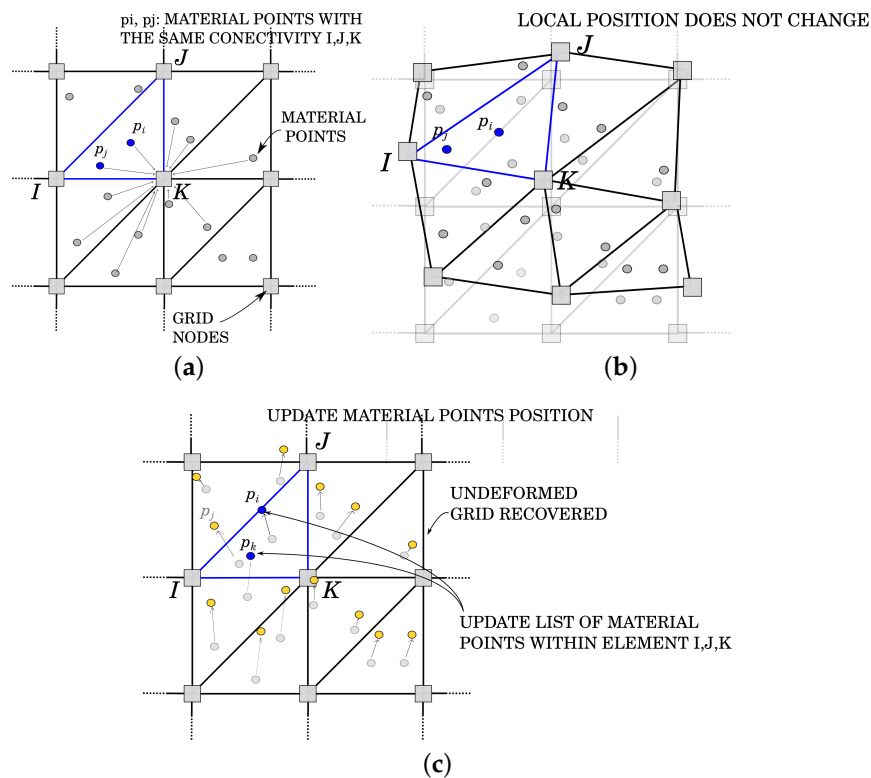 pi, pj: MATERIAL POINTS WITH
THE SAME CONECTIVITY I,J,K
J
p_i
p_j
MATERIAL
POINTS
I
K
GRID
NODES
(a)
LOCAL POSITION DOES NOT CHANGE
J
p_i
p_j
I
K
(b)
UPDATE MATERIAL POINTS POSITION
J
p_i
p_j
UNDEFORMED
GRID RECOVERED
p_k
I
K
UPDATE LIST OF MATERIAL
POINTS WITHIN ELEMENT I,J,K
(c)